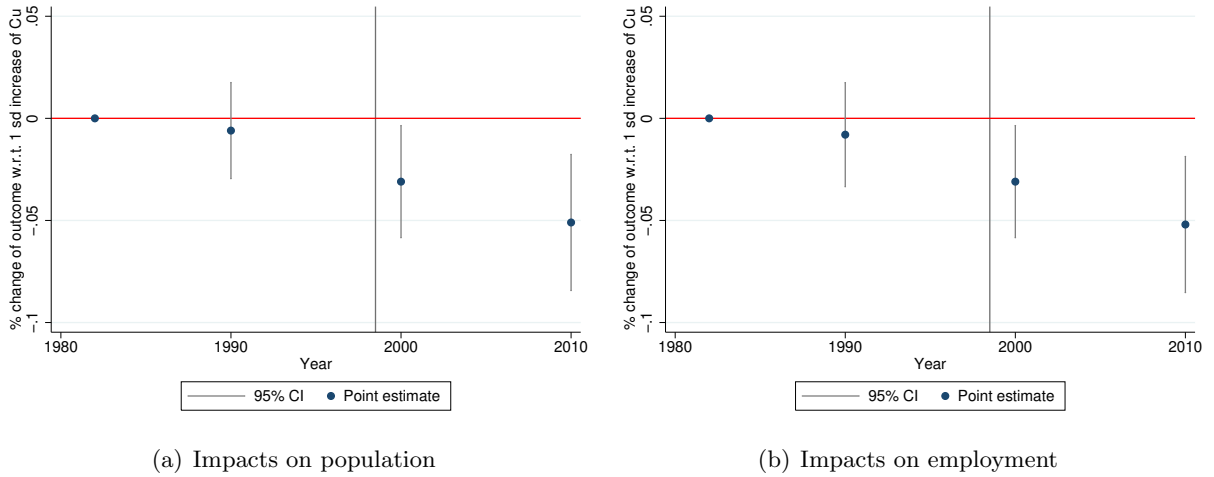 % change of outcome w.r.t. 1 sd increase of Cu
.05
0
-.05
-.1
1980 1990 2000 2010
Year
95% CI Point estimate
(a) Impacts on population
% change of outcome w.r.t. 1 sd increase of Cu
.05
0
-.05
-.1
1980 1990 2000 2010
Year
95% CI Point estimate
(b) Impacts on employment